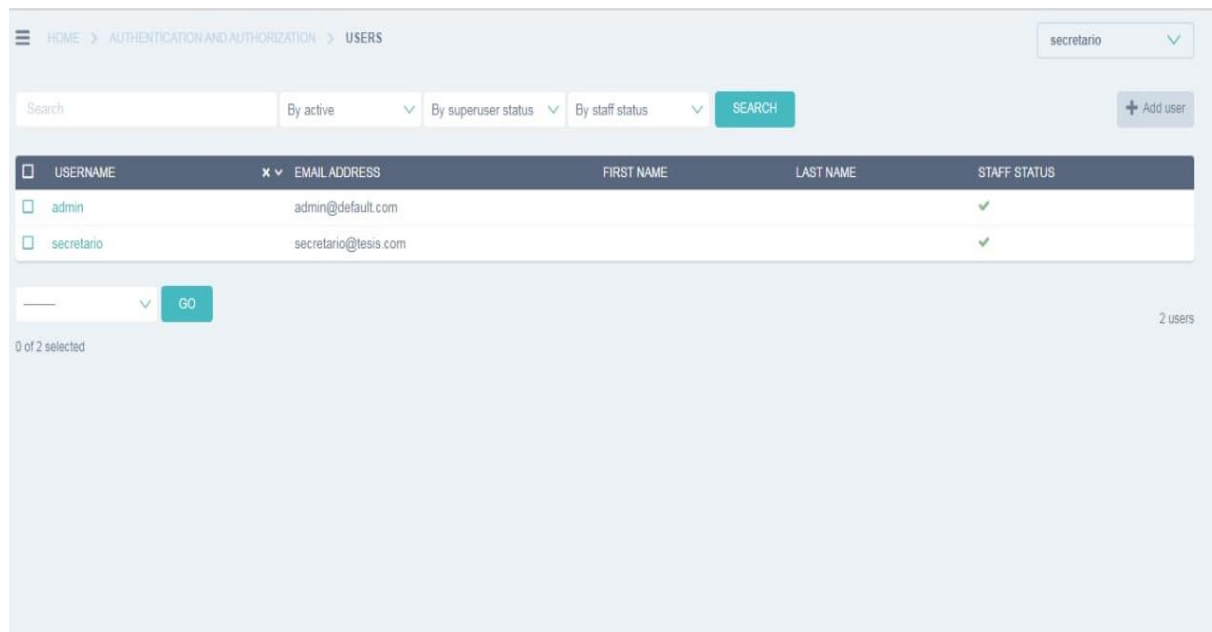 HOME > AUTHENTICATION AND AUTHORIZATION > USERS
secretario
Search By active By superuser status By staff status SEARCH + Add user
USERNAME EMAIL ADDRESS FIRST NAME LAST NAME STAFF STATUS
admin admin@default.com
secretario secretario@tesis.com
GO
2 users
0 of 2 selected